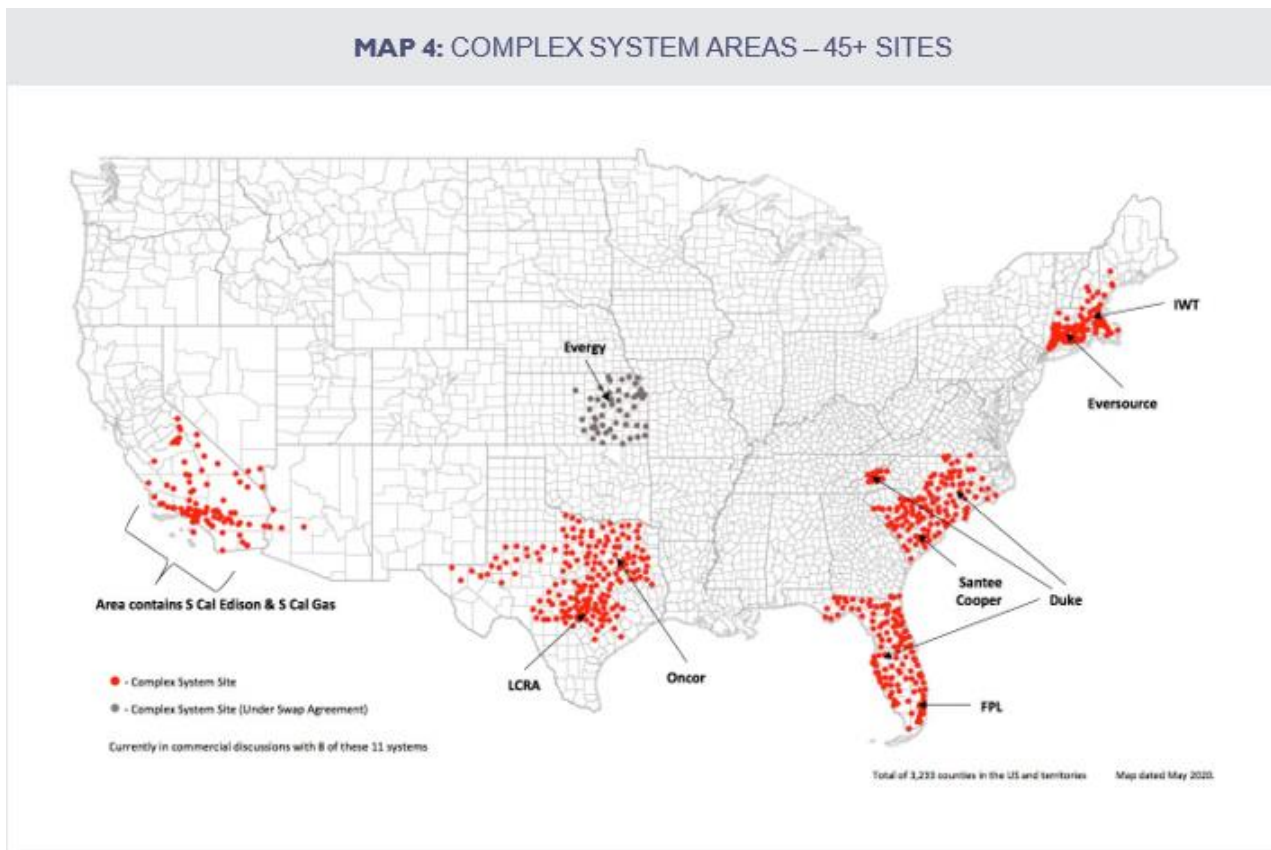 MAP 4: COMPLEX SYSTEM AREAS – 45+ SITES
IWT
Evergy
Eversource
Area contains S Cal Edison & S Cal Gas
Santee
Cooper
Duke
LCRA
Oncor
FPL
- Complex System Site
- Complex System Site (Under Swap Agreement)
Currently in commercial discussions with 8 of these 11 systems
Total of 3,233 counties in the US and territories Map dated May 2020.